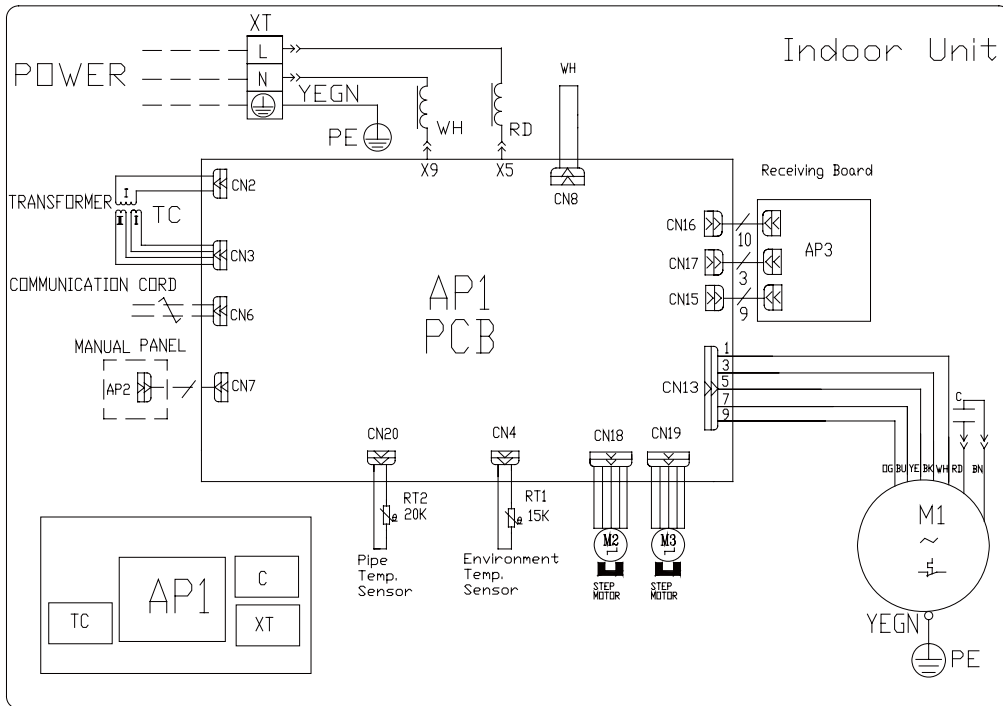 Indoor Unit
XT
L
POWER
N
YEGN
PE
WH
RD
WH
X9
X5
CN8
Receiving Board
I
TRANSFORMER
TC
CN2
CN3
COMMUNICATION CORD
CN6
MANUAL PANEL
AP2
CN7
AP1
PCB
CN16
10
CN17
3
CN15
9
AP3
CN13
1
3
5
7
9
C
OG BU YE BK WH RD BN
M1
~
YEGN
PE
CN20
RT2
20K
Pipe
Temp.
Sensor
CN4
RT1
15K
Environment
Temp.
Sensor
CN18
CN19
M2
M3
STEP
MOTOR
STEP
MOTOR
AP1
C
TC
XT